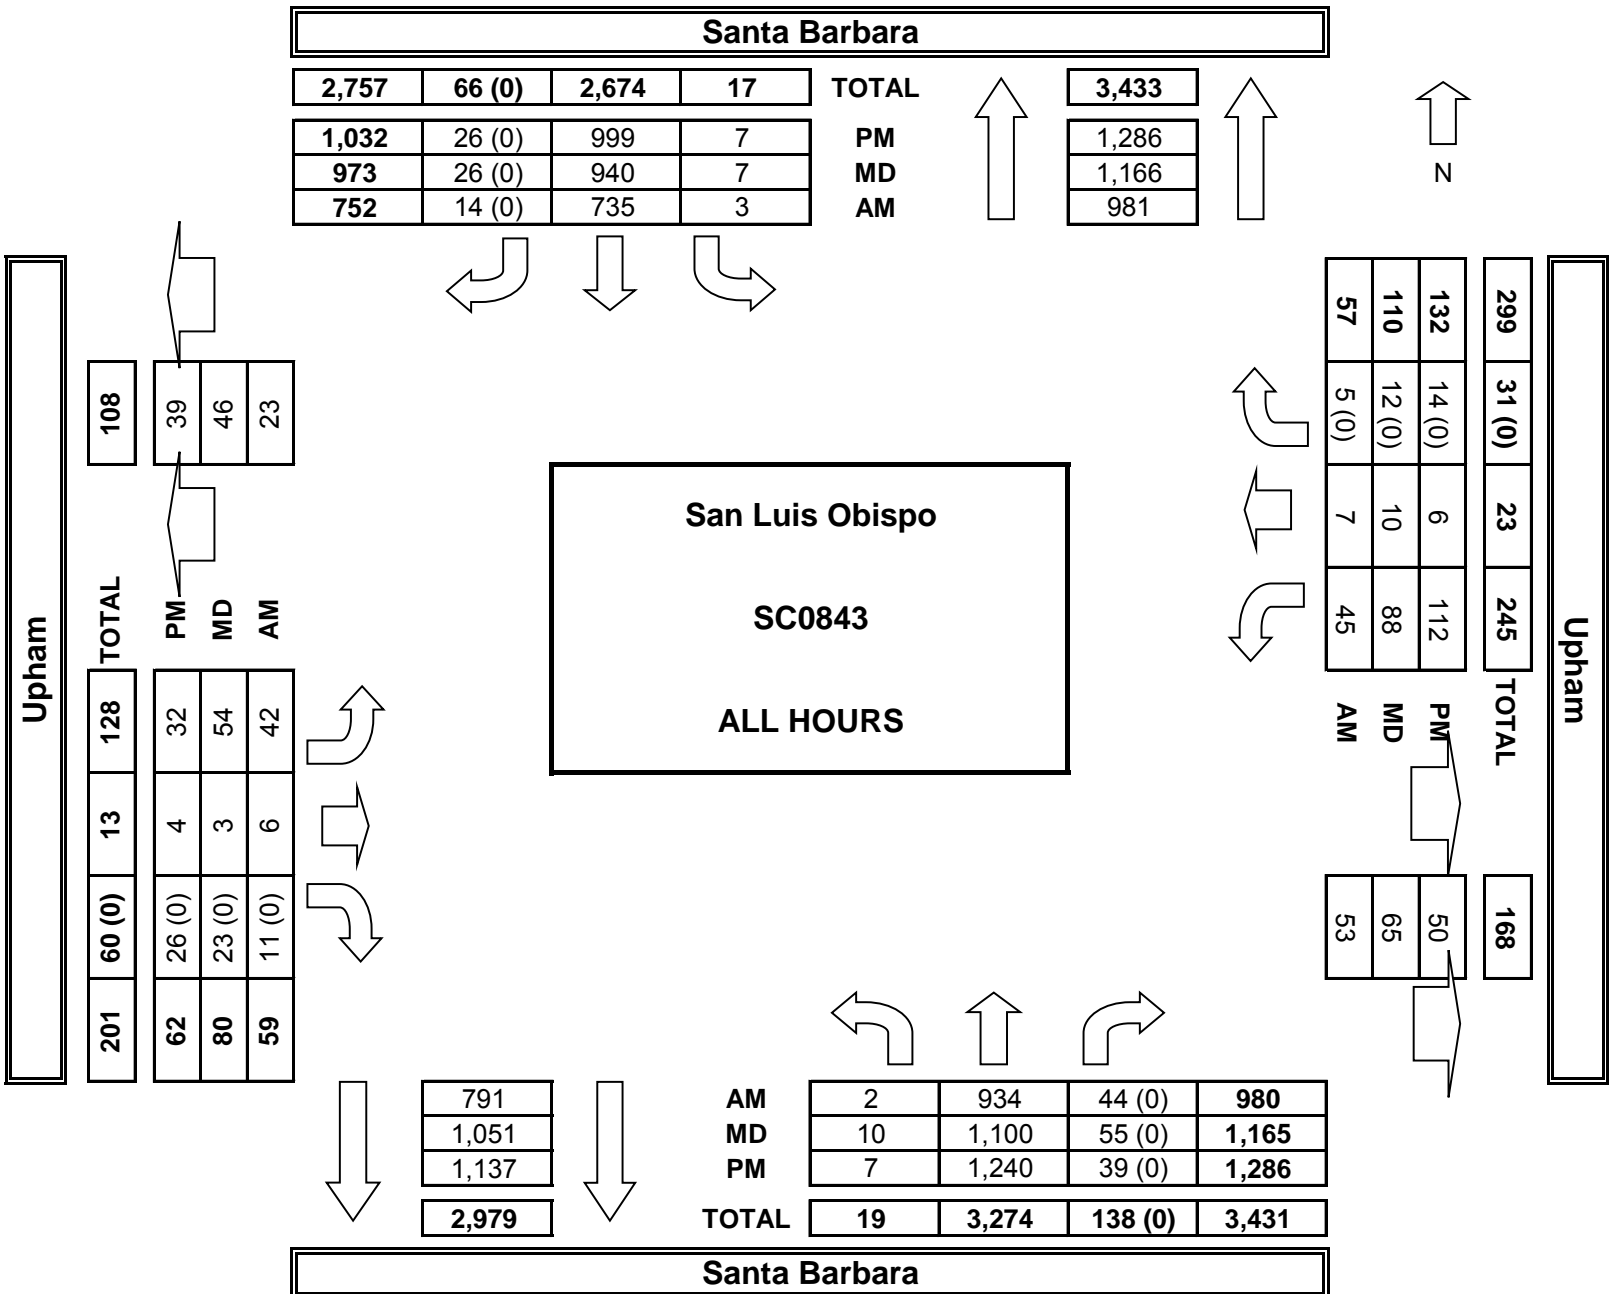 Santa Barbara
2,757 66 (0) 2,674 17 TOTAL 3,433
1,032 26 (0) 999 7 PM 1,286
973 26 (0) 940 7 MD 1,166
752 14 (0) 735 3 AM 981
N
Upham
108 39 46 23
TOTAL PM MD AM
128 32 54 42
13 4 3 6
60 (0) 26 (0) 23 (0) 11 (0)
201 62 80 59
San Luis Obispo
SC0843
ALL HOURS
57 110 132 299
5 (0) 12 (0) 14 (0) 31 (0)
7 10 6 23
45 88 112 245
AM MD PM TOTAL
53 65 50 168
Upham
791 AM 2 934 44 (0) 980
1,051 MD 10 1,100 55 (0) 1,165
1,137 PM 7 1,240 39 (0) 1,286
2,979 TOTAL 19 3,274 138 (0) 3,431
Santa Barbara